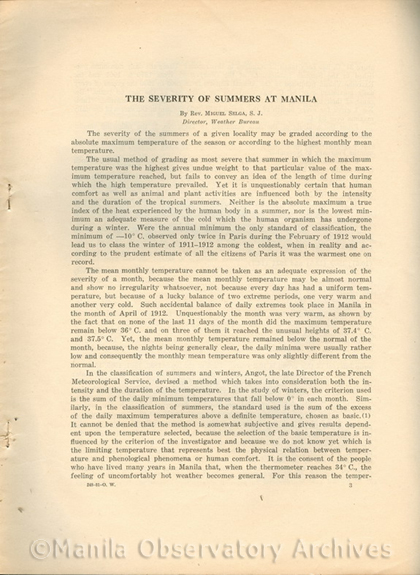 THE SEVERITY OF SUMMERS AT MANILA
By Rev. Miguel Selga, S. J.
Director, Weather Bureau
The severity of the summers of a given locality may be graded according to the
absolute maximum temperature of the season or according to the highest monthly mean
temperature.
The usual method of grading as most severe that summer in which the maximum
temperature was the highest gives undue weight to that particular value of the max-
imum temperature reached, but fails to convey an idea of the length of time during
which the high temperature prevailed. Yet it is unquestionably certain that human
comfort as well as animal and plant activities are influenced both by the intensity
and the duration of the tropical summers. Neither is the absolute maximum a true
index of the heat experienced by the human body in a summer, nor is the lowest min-
imum an adequate measure of the cold which the human organism has undergone
during a winter. Were the annual minimum the only standard of classification, the
minimum of —10° C. observed only twice in Paris during the February of 1912 would
lead us to class the winter of 1911–1912 among the coldest, when in reality and ac-
cording to the prudent estimate of all the citizens of Paris it was the warmest one on
record.
The mean monthly temperature cannot be taken as an adequate expression of the
severity of a month, because the mean monthly temperature may be almost normal
and show no irregularity whatsoever, not because every day has had a uniform tem-
perature, but because of a lucky balance of two extreme periods, one very warm and
another very cold. Such accidental balance of daily extremes took place in Manila in
the month of April of 1912. Unquestionably the month was very warm, as shown by
the fact that on none of the last 11 days of the month did the maximum temperature
remain below 36° C. and on three of them it reached the unusual heights of 37.4° C.
and 37.5° C. Yet, the mean monthly temperature remained below the normal of the
month, because, the nights being generally clear, the daily minima were usually rather
low and consequently the monthly mean temperature was only slightly different from the
normal.
In the classification of summers and winters, Angot, the late Director of the French
Meteorological Service, devised a method which takes into consideration both the in-
tensity and the duration of the temperature. In the study of winters, the criterion used
is the sum of the daily minimum temperatures that fall below 0° in each month. Sim-
ilarly, in the classification of summers, the standard used is the sum of the excess
of the daily maximum temperatures above a definite temperature, chosen as basic.(1)
It cannot be denied that the method is somewhat subjective and gives results depend-
ent upon the temperature selected, because the selection of the basic temperature is in-
fluenced by the criterion of the investigator and because we do not know yet which is
the limiting temperature that represents best the physical relation between temper-
ature and phenological phenomena or human comfort. It is the consent of the people
who have lived many years in Manila that, when the thermometer reaches 34° C., the
feeling of uncomfortably hot weather becomes general. For this reason the temper-
3
©Manila Observatory Archives